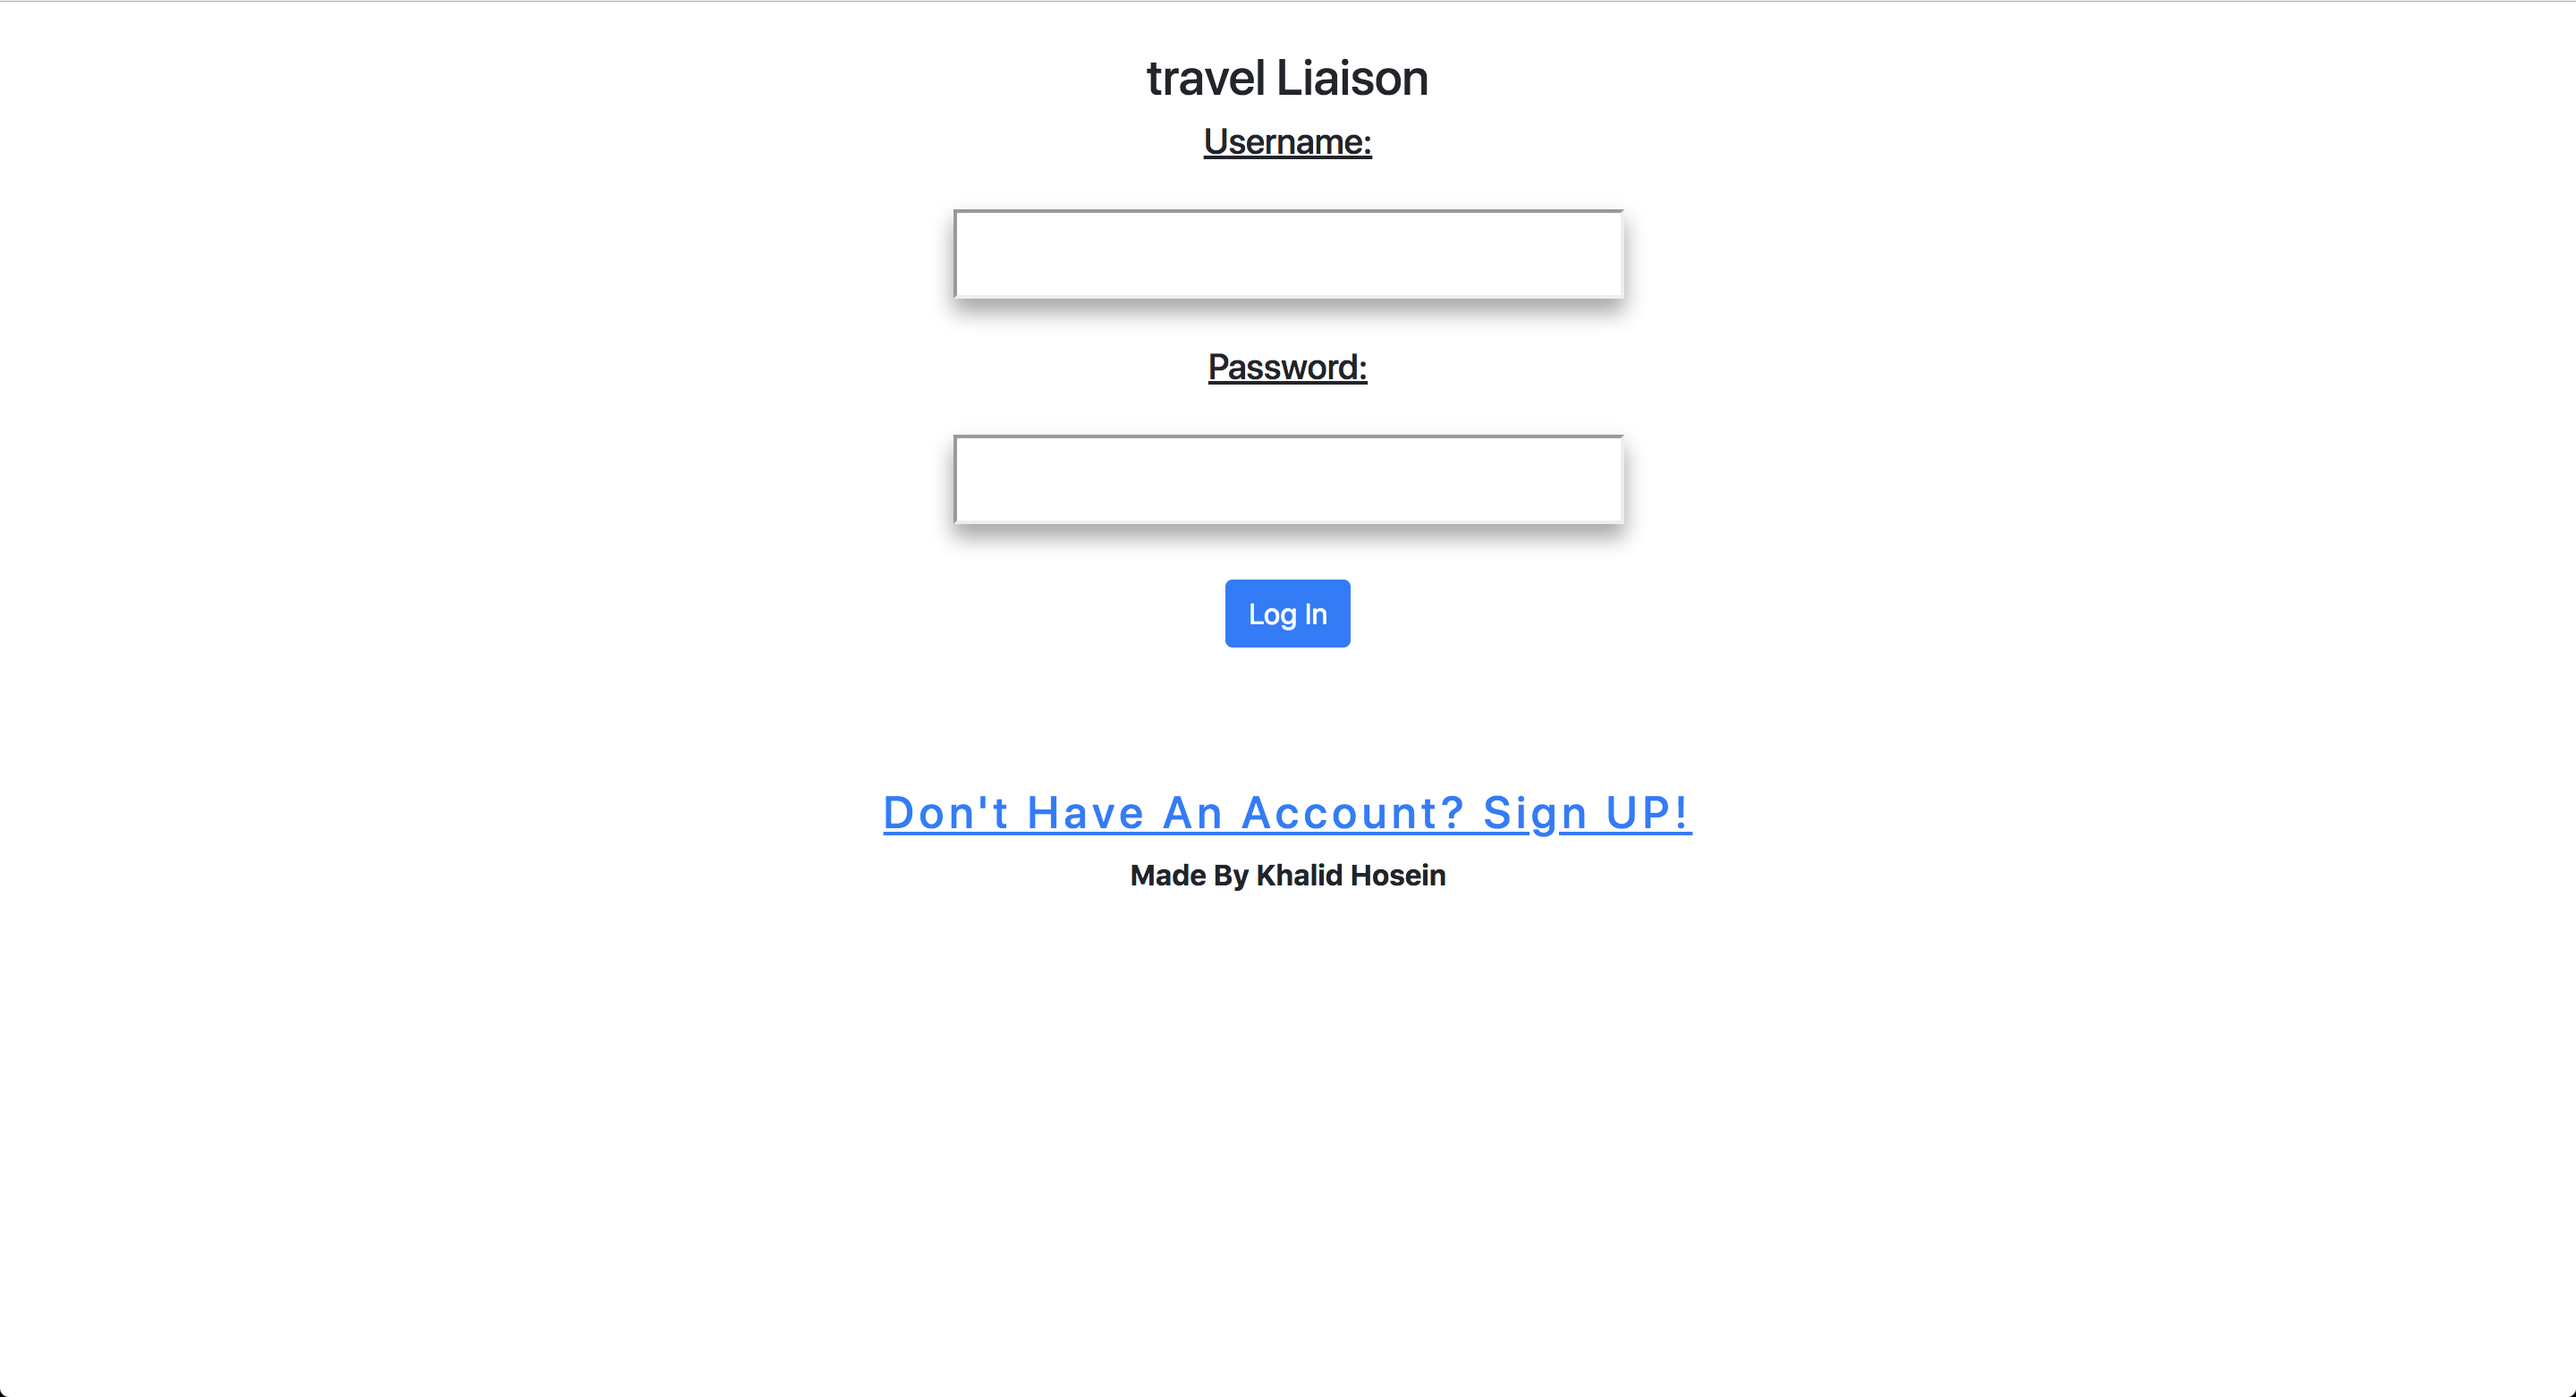 travel Liaison
Username:
Password:
Log In
Don't Have An Account? Sign UP!
Made By Khalid Hosein